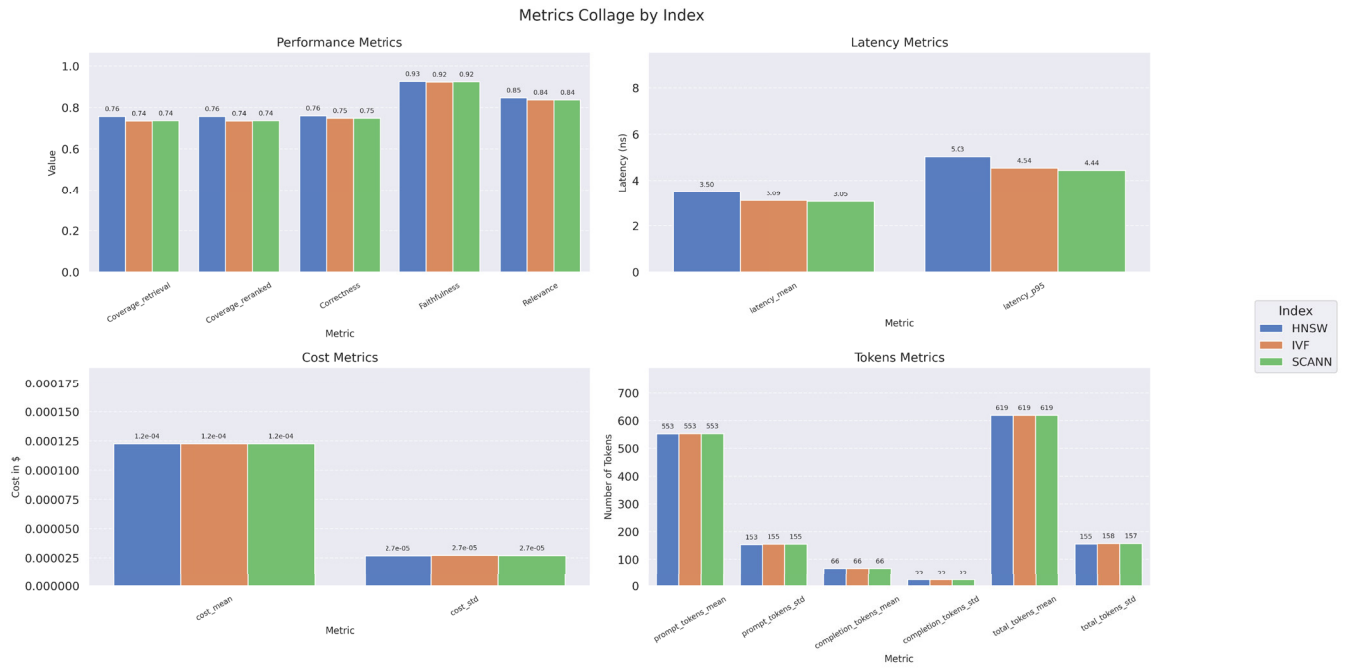 Metrics Collage by Index
Performance Metrics
1.0
0.8
0.6
0.4
0.2
0.0
Value
0.76 0.74 0.74
0.76 0.74 0.74
0.76 0.75 0.75
0.93 0.92 0.92
0.85 0.84 0.84
Coverage_retrieval
Coverage_reranked
Correctness
Faithfulness
Relevance
Metric
Latency Metrics
8
6
4
2
0
Latency (ns)
3.50 3.09 3.05
5.03 4.54 4.44
latency_mean
latency_p95
Metric
Index
HNSW
IVF
SCANN
Cost Metrics
0.000175
0.000150
0.000125
0.000100
0.000075
0.000050
0.000025
0.000000
Cost in $
1.2e-04 1.2e-04 1.2e-04
2.7e-05 2.7e-05 2.7e-05
cost_mean
cost_std
Metric
Tokens Metrics
700
600
500
400
300
200
100
0
Number of Tokens
553 553 553
153 155 155
66 66 66
619 619 619
155 158 157
prompt_tokens_mean
prompt_tokens_std
completion_tokens_mean
completion_tokens_std
total_tokens_mean
total_tokens_std
Metric